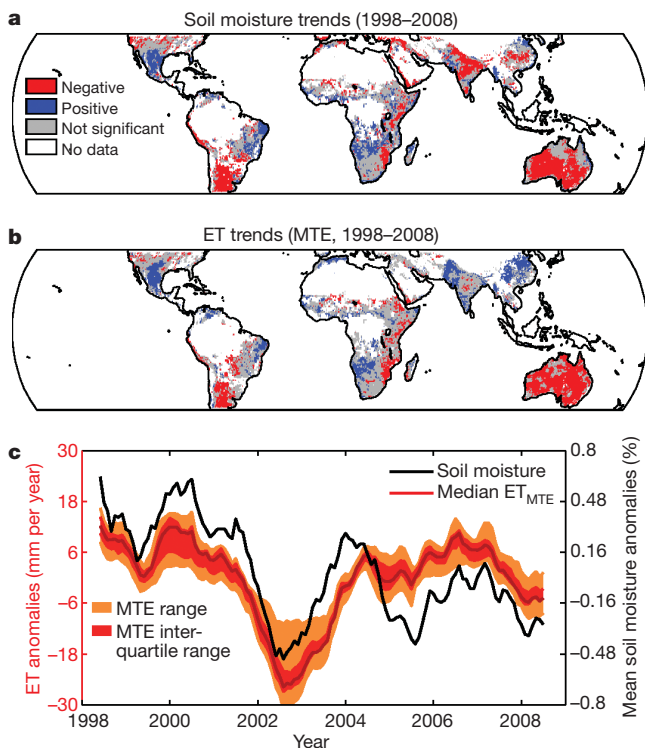 a
Soil moisture trends (1998–2008)
Negative
Positive
Not significant
No data
b
ET trends (MTE, 1998–2008)
c
30
18
6
−6
−18
−30
ET anomalies (mm per year)
Soil moisture
Median ET_MTE
MTE range
MTE inter-
quartile range
0.8
0.48
0.16
−0.16
−0.48
−0.8
Mean soil moisture anomalies (%)
1998 2000 2002 2004 2006 2008
Year